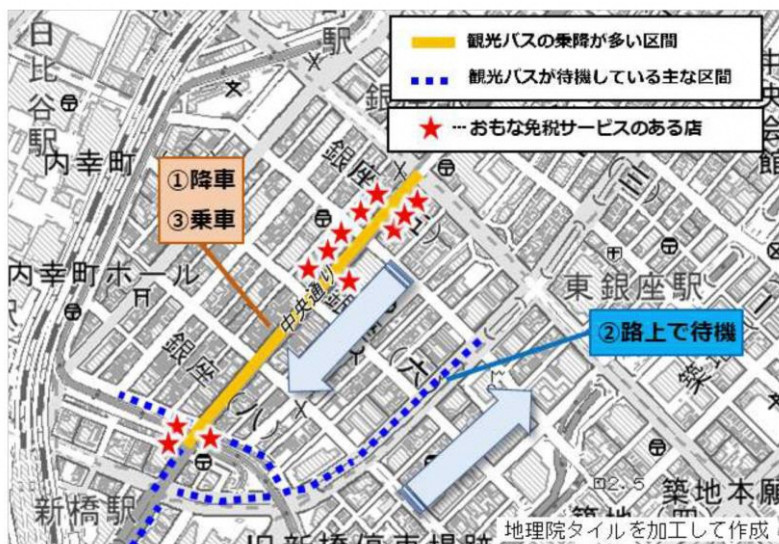 観光バスの乗降が多い区間
観光バスが待機している主な区間
…おもな免税サービスのある店
日比谷駅
内幸町
①降車
③乗車
内幸町ホール
中央通り
東銀座駅
②路上で待機
銀座(八)
(六)
新橋駅
2.5
築地本願
地理院タイルを加工して作成